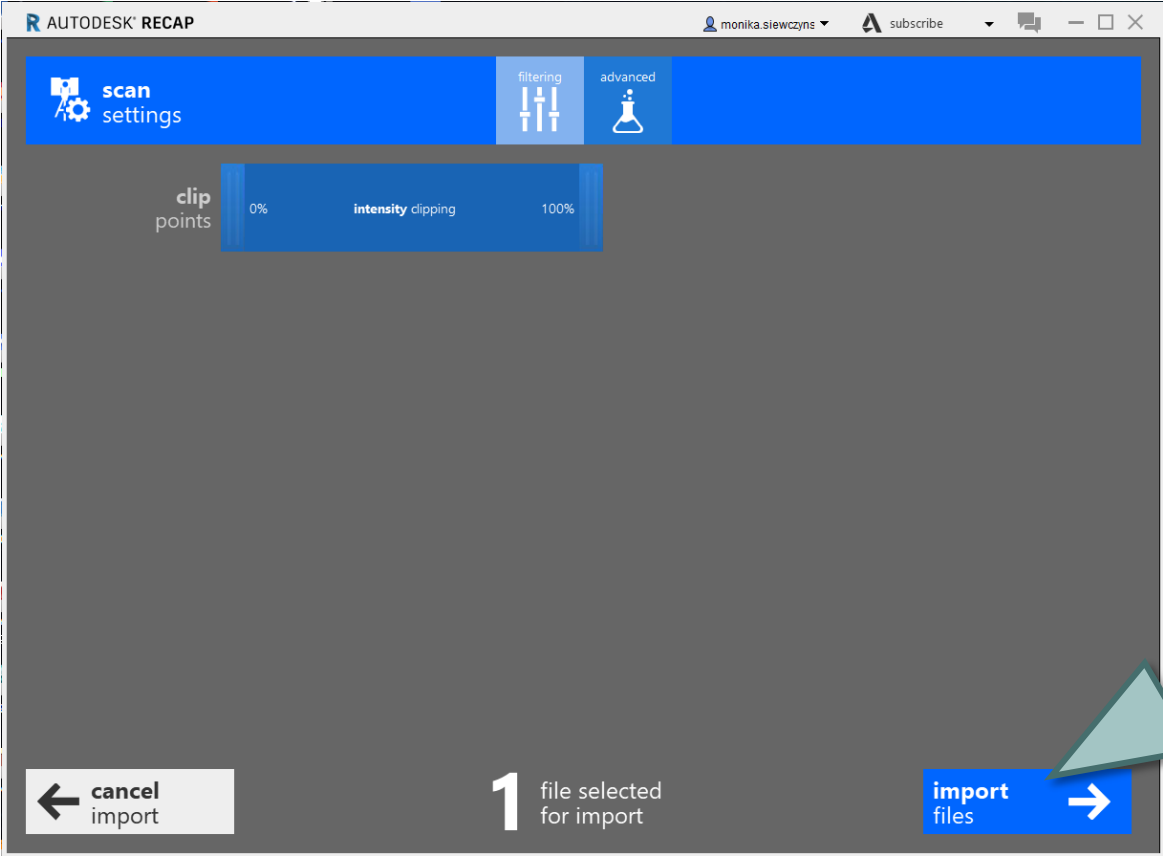 R AUTODESK® RECAP
monika.siewczyns
subscribe
scan
settings
filtering
advanced
clip
points
0%
intensity clipping
100%
cancel
import
1
file selected
for import
import
files